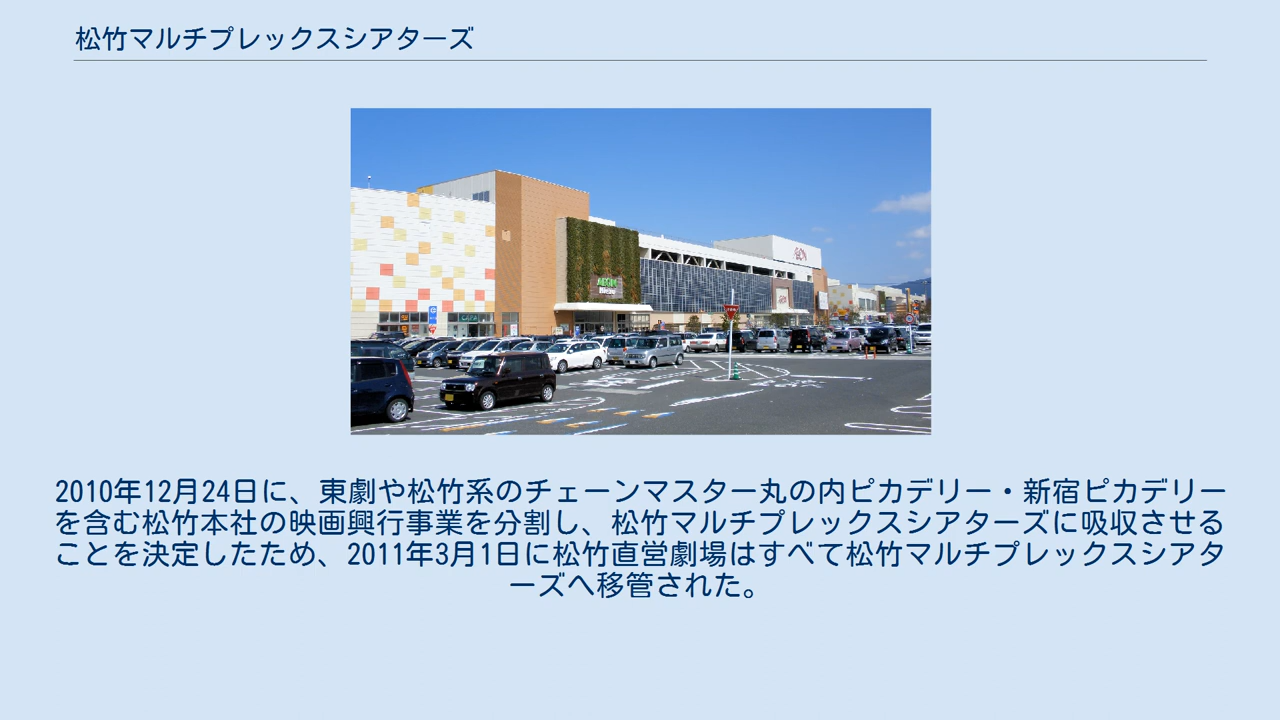 松竹マルチプレックスシアターズ
2010年12月24日に、東劇や松竹系のチェーンマスター丸の内ピカデリー・新宿ピカデリー
を含む松竹本社の映画興行事業を分割し、松竹マルチプレックスシアターズに吸収させる
ことを決定したため、2011年3月1日に松竹直営劇場はすべて松竹マルチプレックスシアタ
ーズへ移管された。